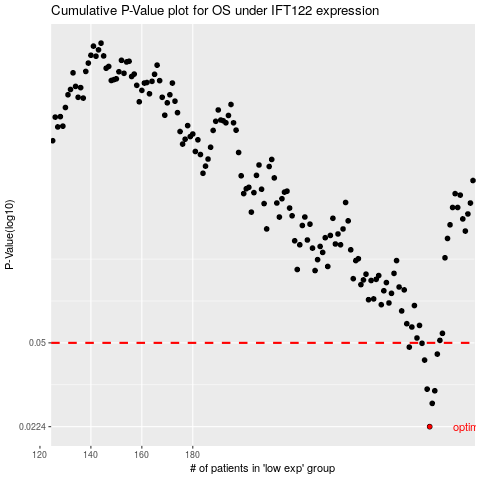 Cumulative P-Value plot for OS under IFT122 expression
P-Value(log10)
0.05
0.0224
optim
120 140 160 180
# of patients in 'low exp' group